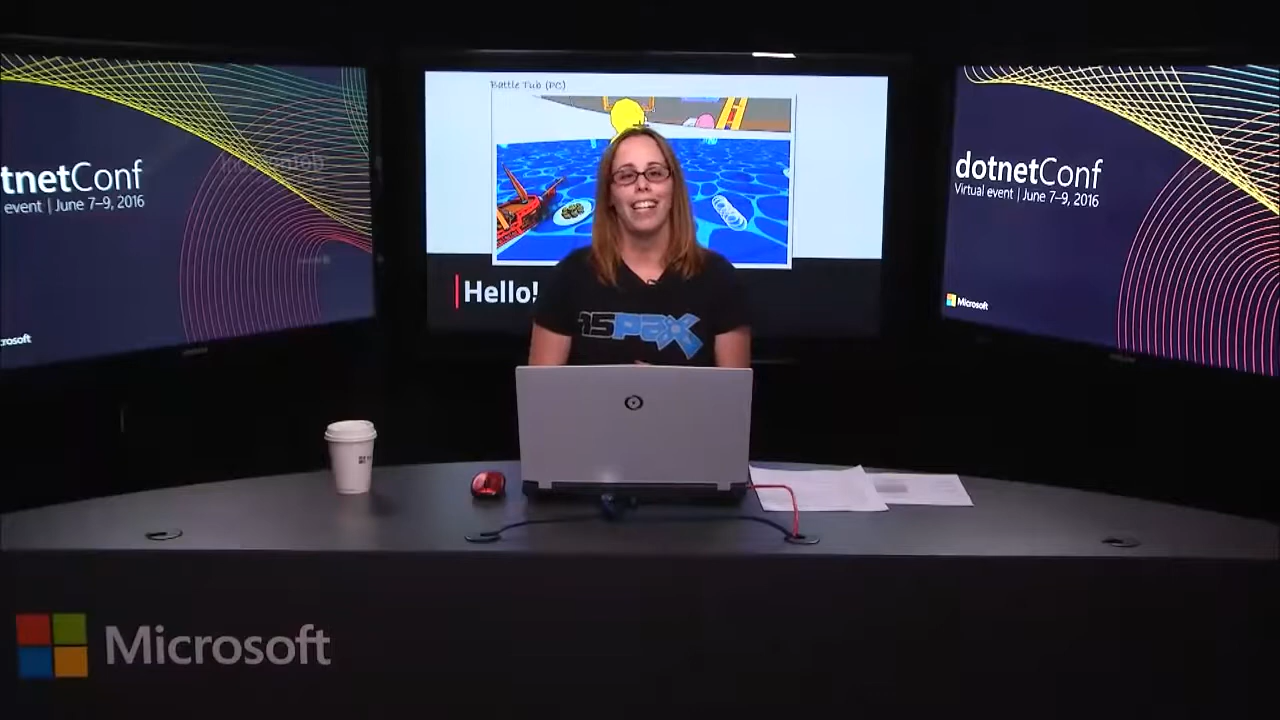 tnetConf
event | June 7–9, 2016
rosoft
Battle Tub (PC)
Hello!
dotnetConf
Virtual event | June 7–9, 2016
Microsoft
15PAX
Microsoft